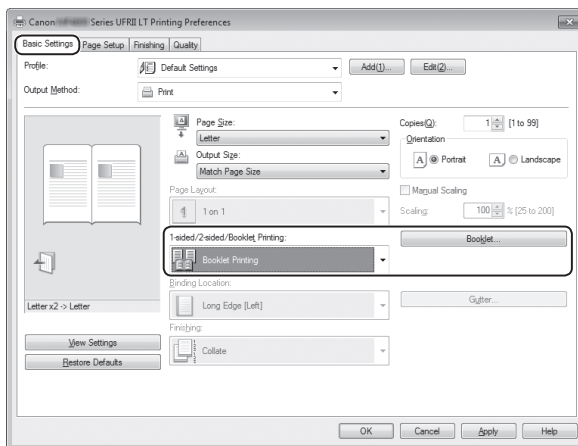 Canon Series UFRII LT Printing Preferences
Basic Settings Page Setup Finishing Quality
Profile: Default Settings Add(1)... Edit(2)...
Output Method: Print
Page Size:
Letter
Output Size:
Match Page Size
Copies(Q): 1 [1 to 99]
Orientation
A Portrait A Landscape
Page Layout:
1 on 1
Manual Scaling
Scaling: 100 % [25 to 200]
1-sided/2-sided/Booklet Printing:
Booklet Printing
Booklet...
Binding Location:
Long Edge [Left]
Gutter...
Finishing:
Collate
Letter x2 -> Letter
View Settings
Restore Defaults
OK Cancel Apply Help